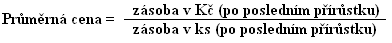 Průměrná cena = zásoba v Kč (po posledním přírůstku)
zásoba v ks (po posledním přírůstku)